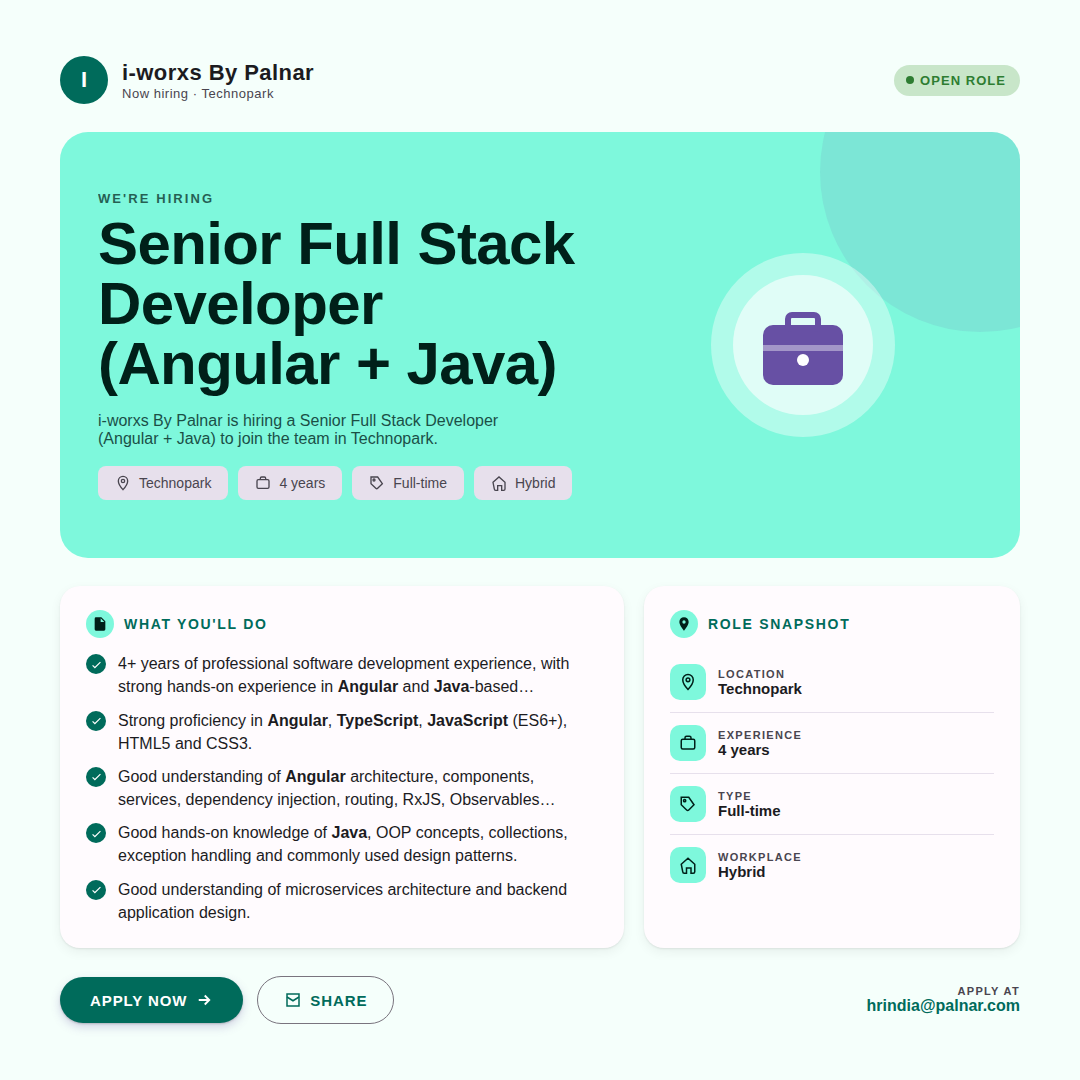 I
i-worxs By Palnar
Now hiring · Technopark
OPEN ROLE
WE'RE HIRING
Senior Full Stack
Developer
(Angular + Java)
i-worxs By Palnar is hiring a Senior Full Stack Developer
(Angular + Java) to join the team in Technopark.
Technopark
4 years
Full-time
Hybrid
WHAT YOU'LL DO
4+ years of professional software development experience, with
strong hands-on experience in Angular and Java-based…
Strong proficiency in Angular, TypeScript, JavaScript (ES6+),
HTML5 and CSS3.
Good understanding of Angular architecture, components,
services, dependency injection, routing, RxJS, Observables…
Good hands-on knowledge of Java, OOP concepts, collections,
exception handling and commonly used design patterns.
Good understanding of microservices architecture and backend
application design.
ROLE SNAPSHOT
LOCATION
Technopark
EXPERIENCE
4 years
TYPE
Full-time
WORKPLACE
Hybrid
APPLY NOW
SHARE
APPLY AT
hrindia@palnar.com